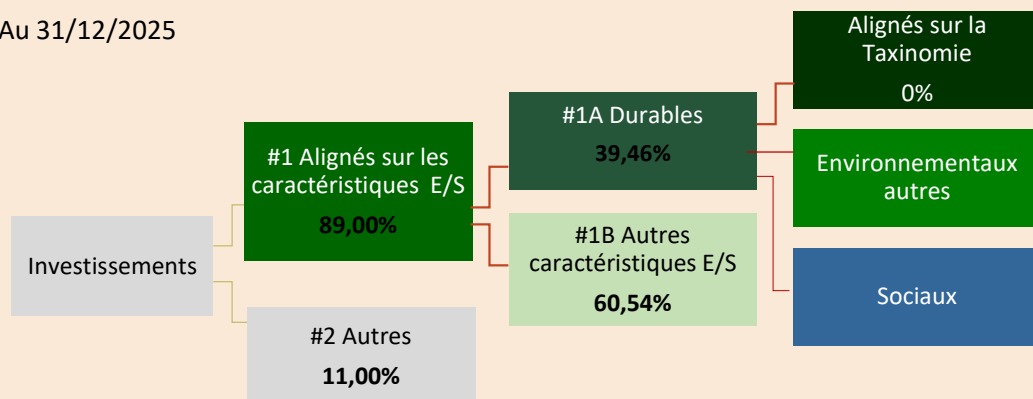 Au 31/12/2025
Investissements
#1 Alignés sur les
caractéristiques E/S
89,00%
#2 Autres
11,00%
#1A Durables
39,46%
#1B Autres
caractéristiques E/S
60,54%
Alignés sur la
Taxinomie
0%
Environnementaux
autres
Sociaux